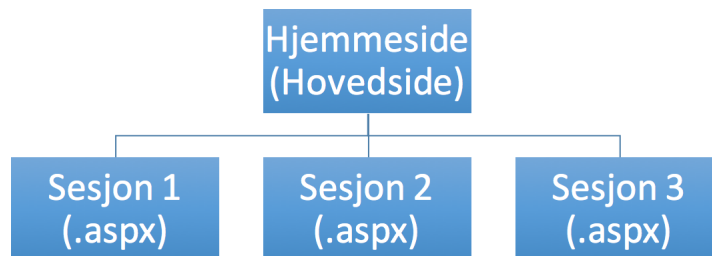 Hjemmeside
(Hovedside)
Sesjon 1
(.aspx)
Sesjon 2
(.aspx)
Sesjon 3
(.aspx)